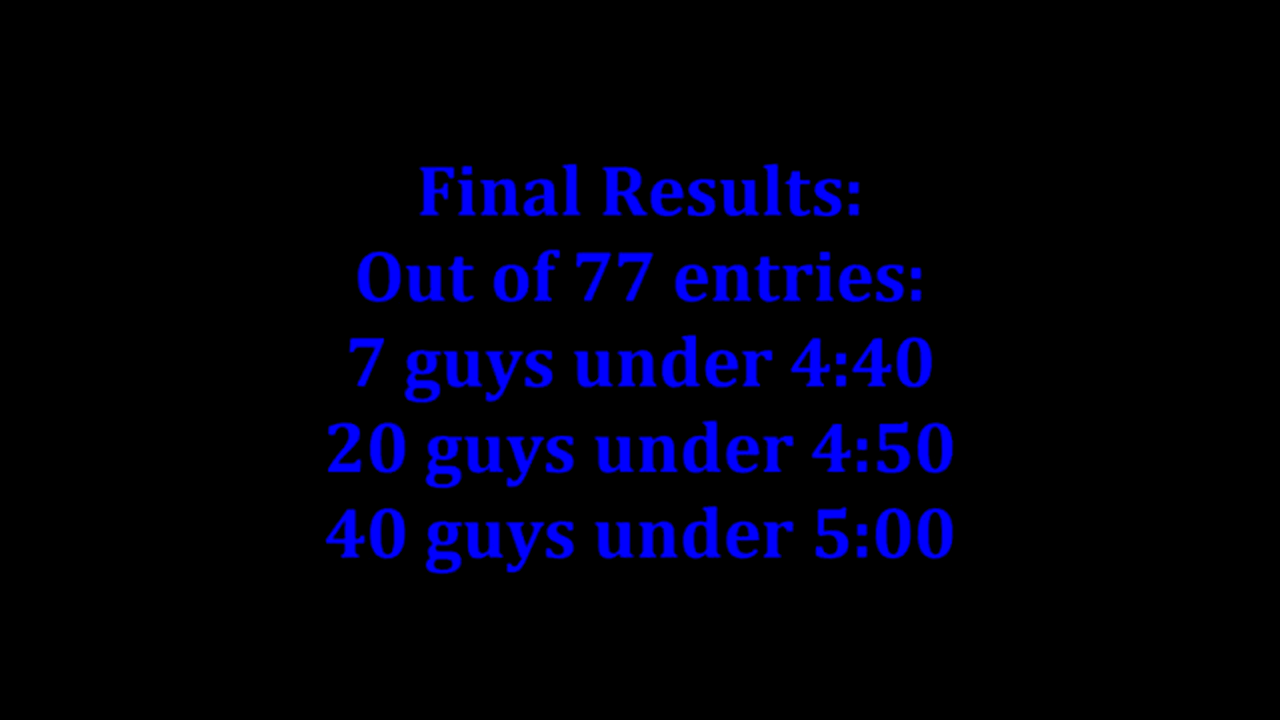 Final Results:
Out of 77 entries:
7 guys under 4:40
20 guys under 4:50
40 guys under 5:00